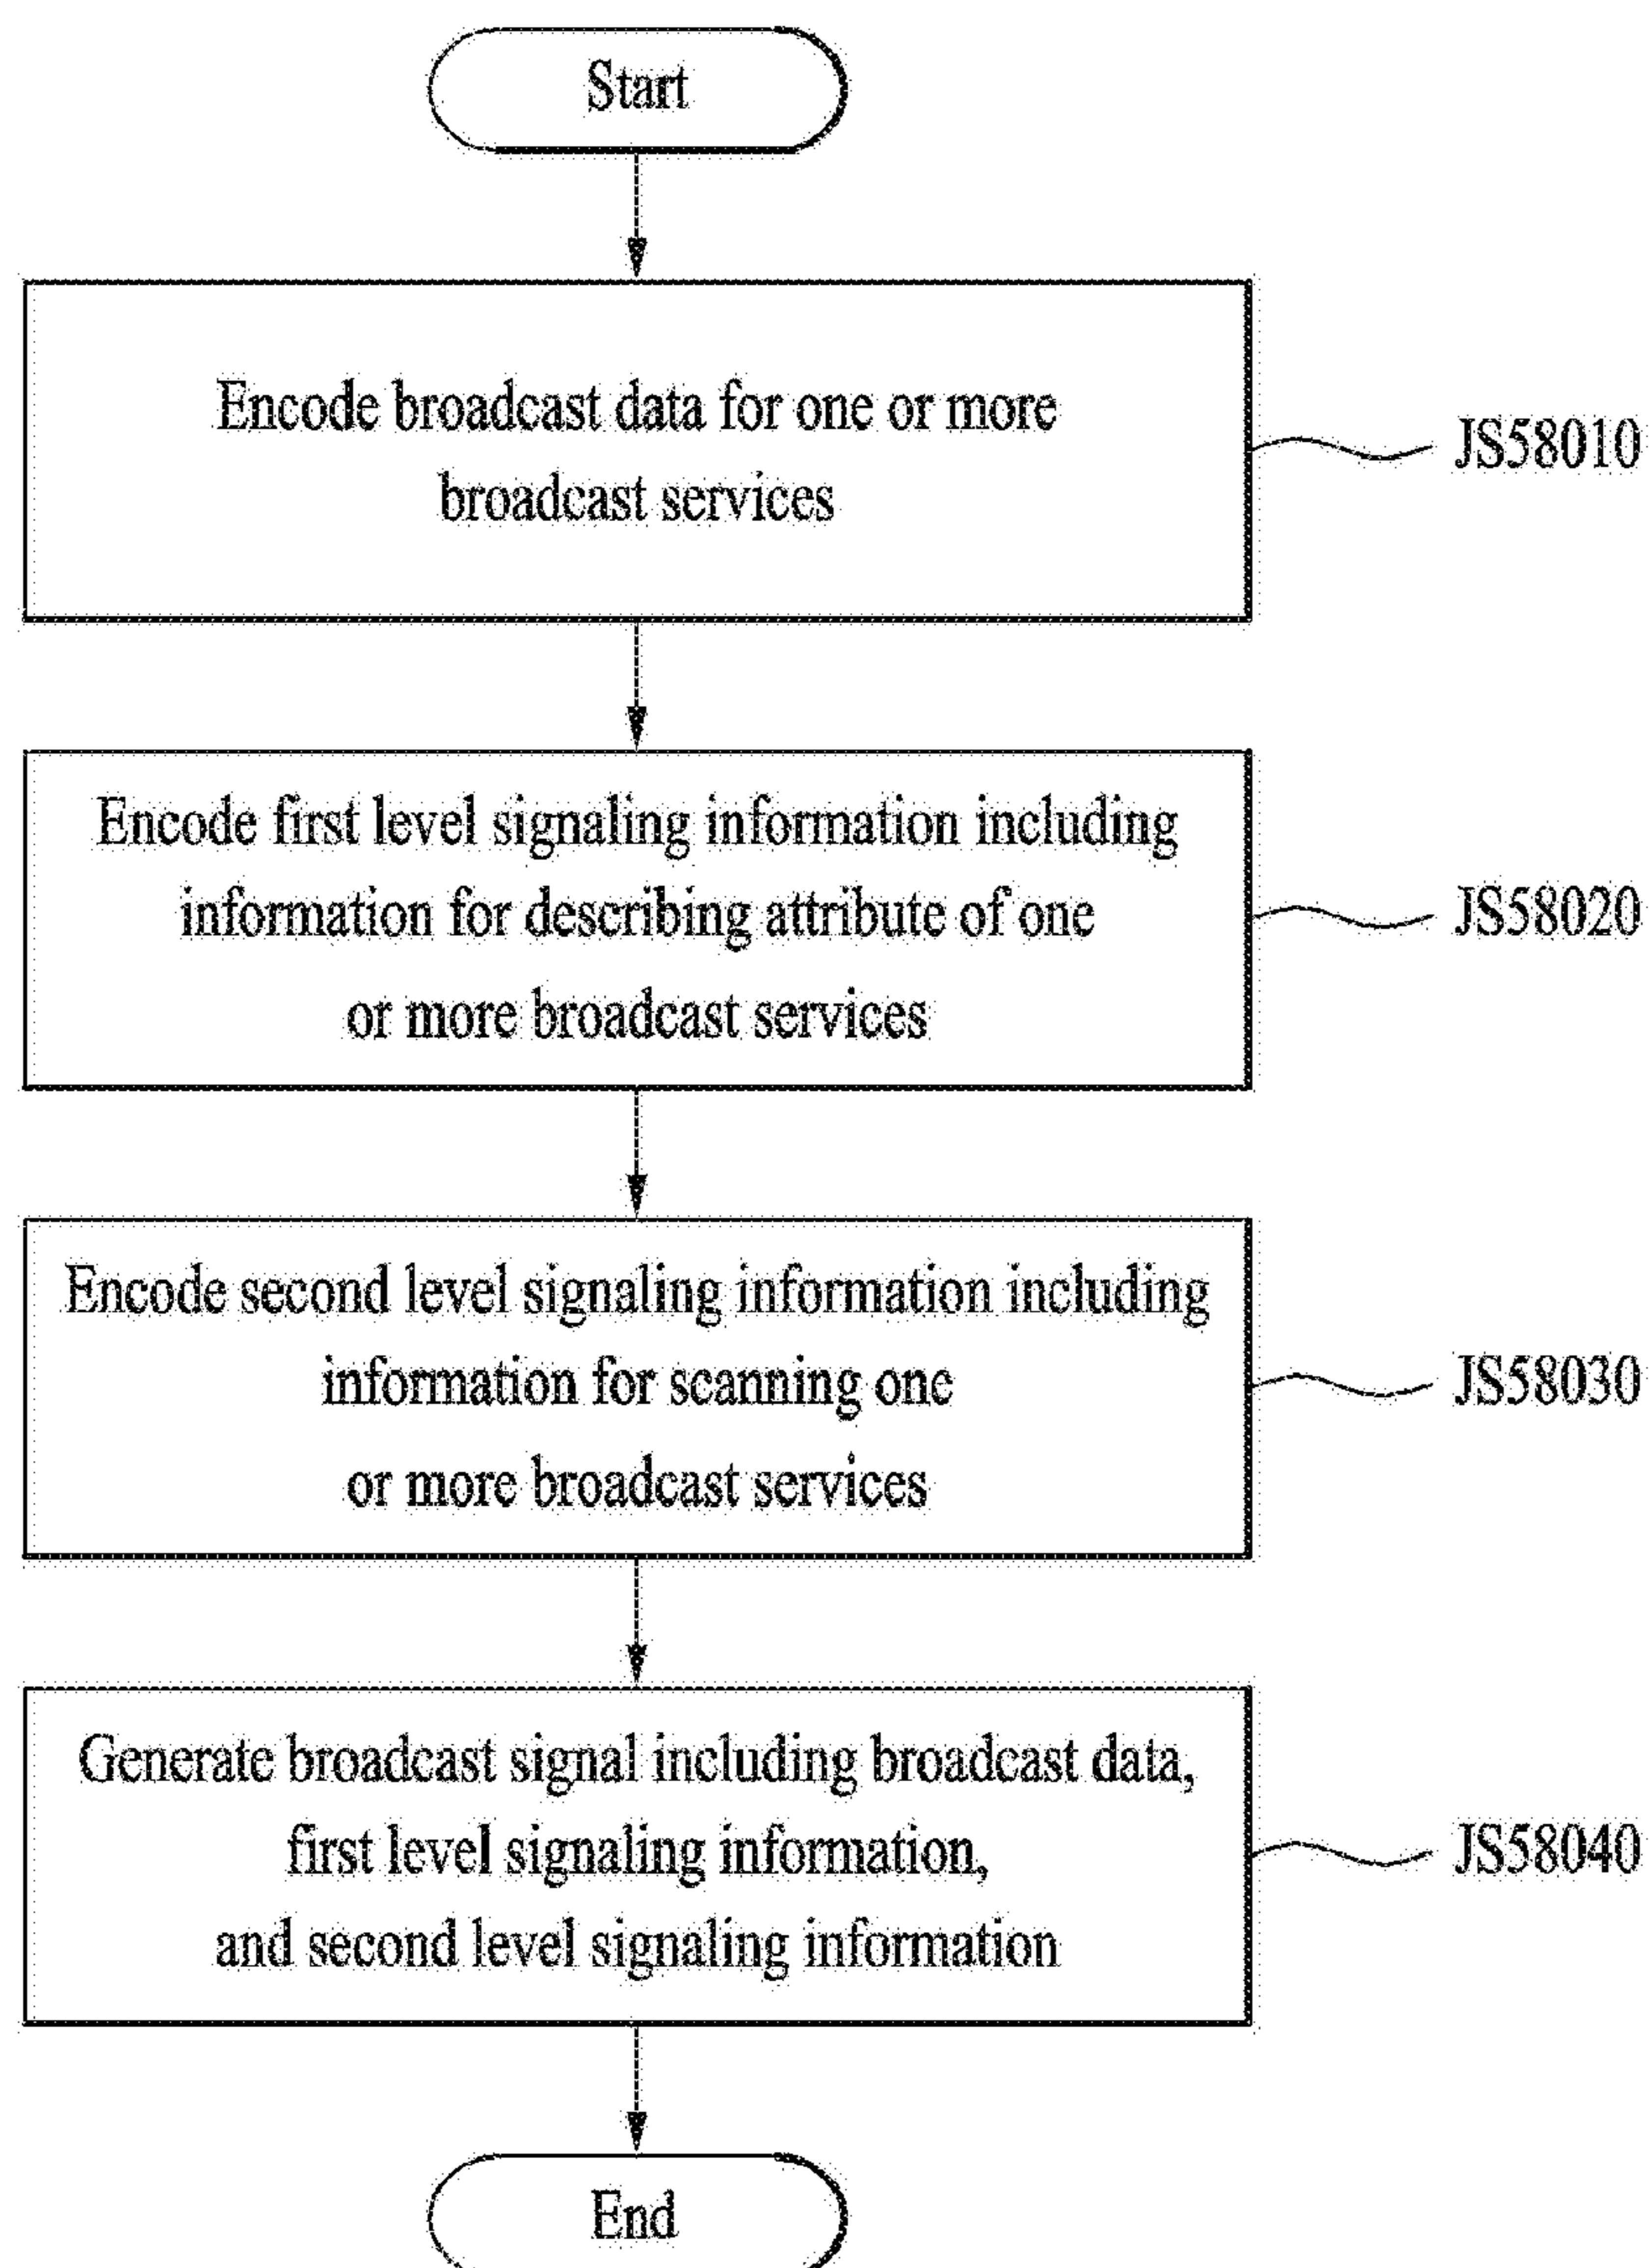 Start
Encode broadcast data for one or more
broadcast services
JS58010
Encode first level signaling information including
information for describing attribute of one
or more broadcast services
JS58020
Encode second level signaling information including
information for scanning one
or more broadcast services
JS58030
Generate broadcast signal including broadcast data,
first level signaling information,
and second level signaling information
JS58040
End